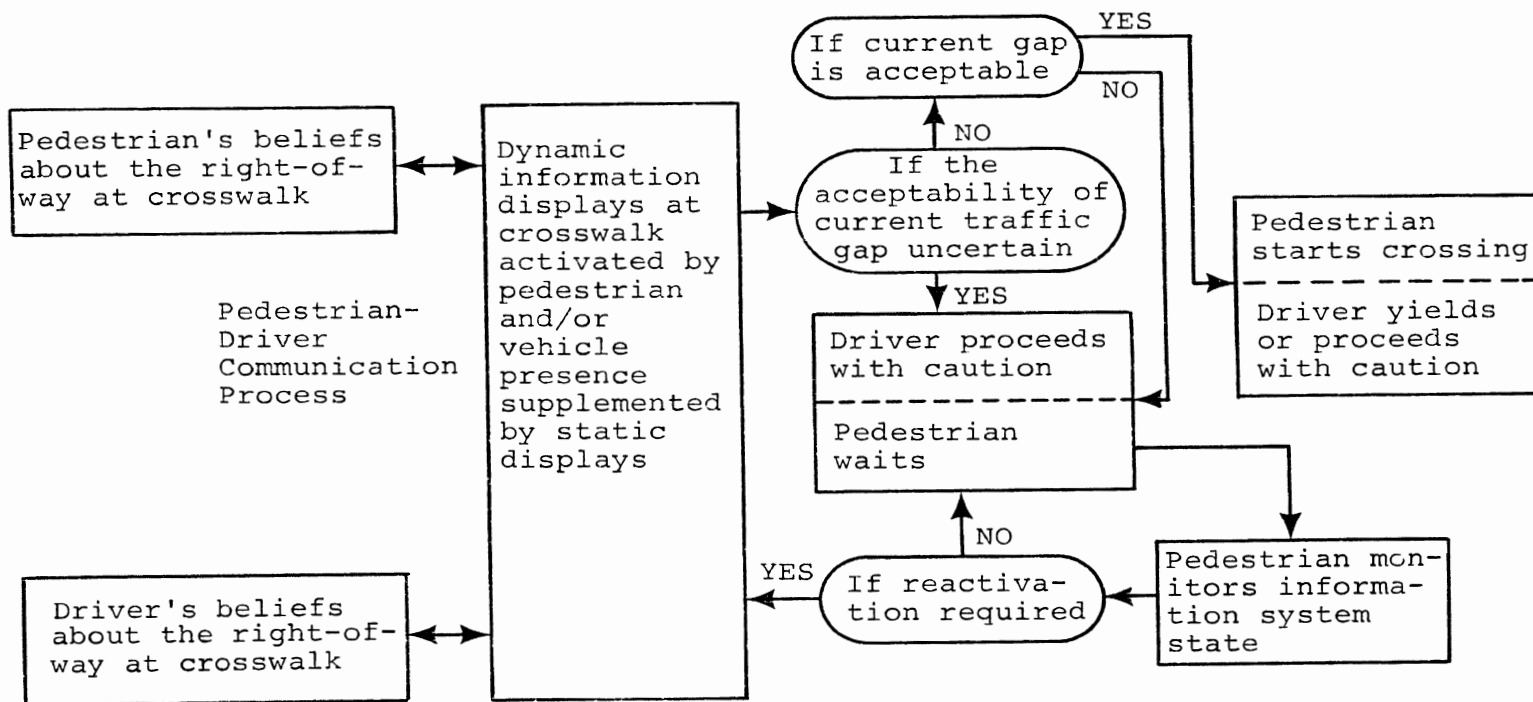 Pedestrian's beliefs
about the right-of-
way at crosswalk
Pedestrian-
Driver
Communication
Process
Driver's beliefs
about the right-of-
way at crosswalk
Dynamic
information
displays at
crosswalk
activated by
pedestrian
and/or
vehicle
presence
supplemented
by static
displays
If current gap
is acceptable
YES
NO
NO
If the
acceptability of
current traffic
gap uncertain
YES
Driver proceeds
with caution
Pedestrian
waits
NO
YES
If reactiva-
tion required
Pedestrian
starts crossing
Driver yields
or proceeds
with caution
Pedestrian mon-
itors informa-
tion system
state